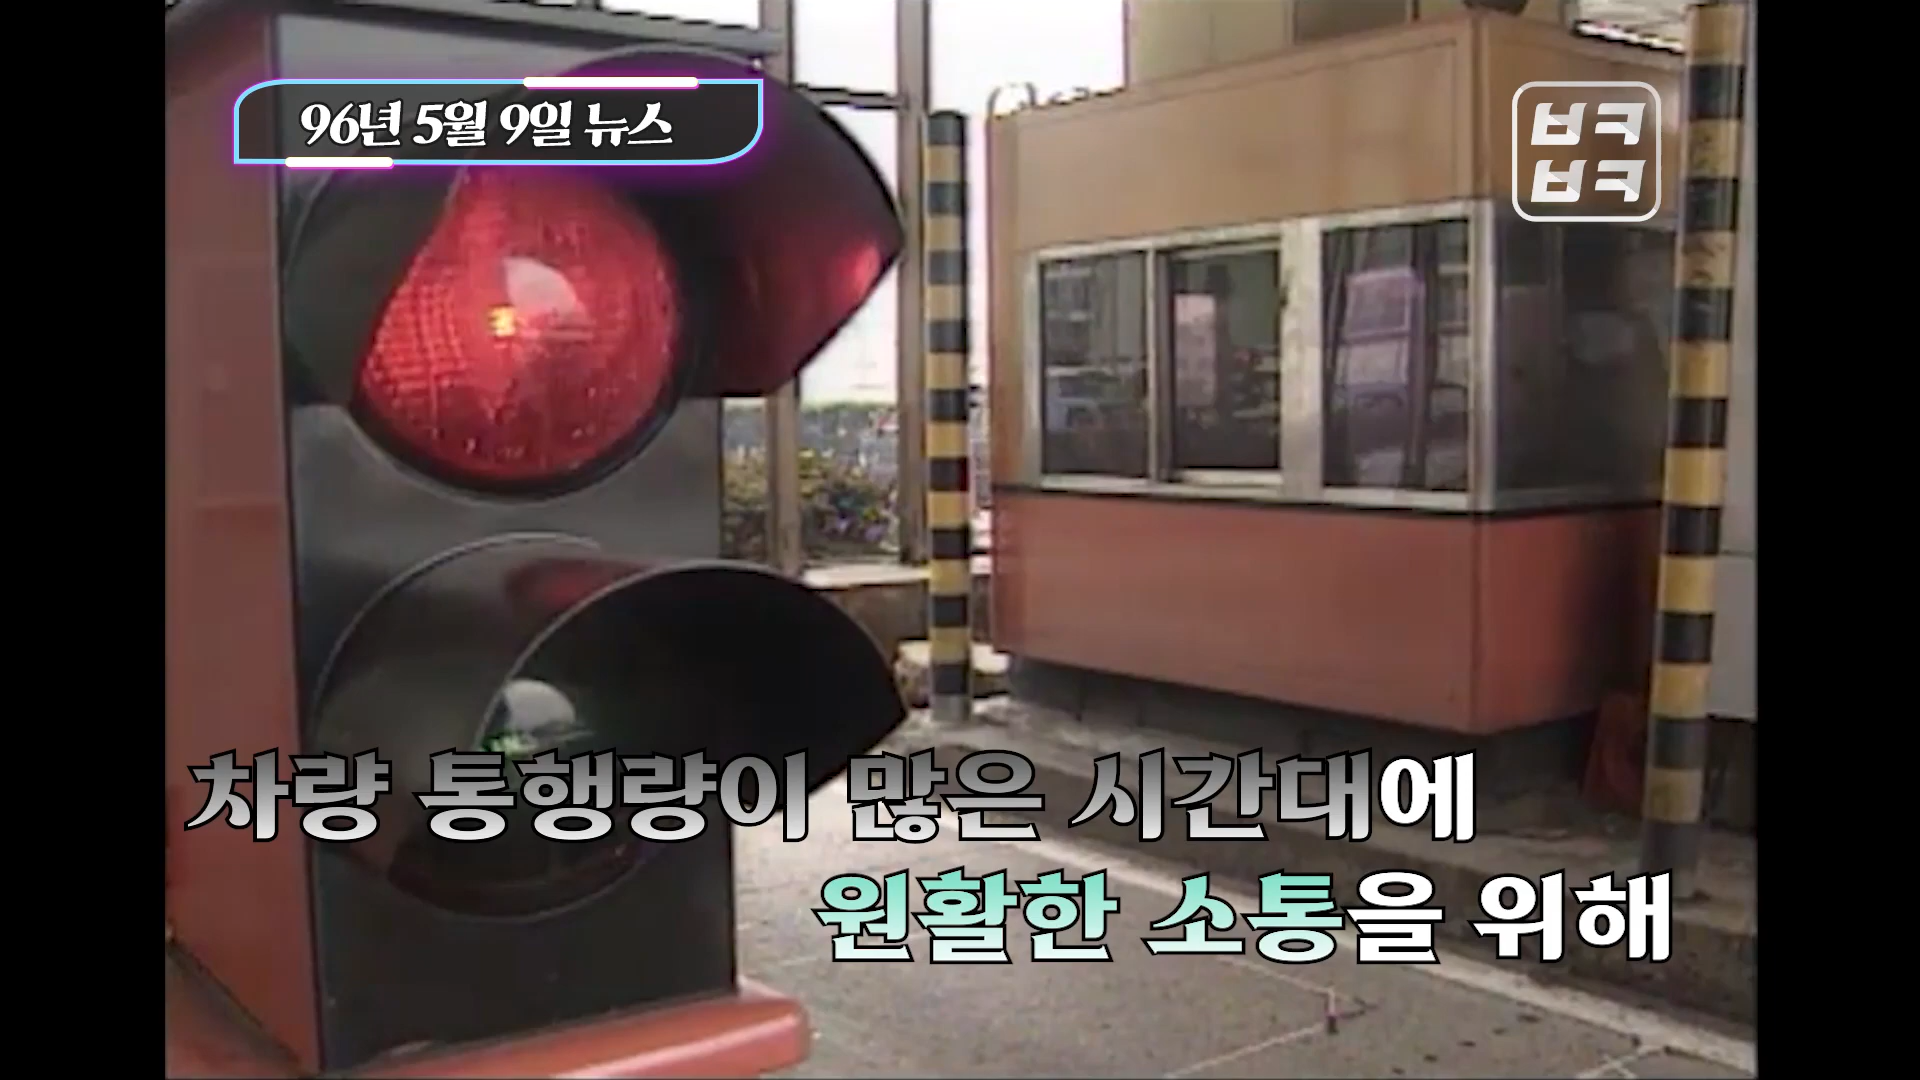 96년 5월 9일 뉴스
ㅂㅋ
ㅂㅋ
차량 통행량이 많은 시간대에
원활한 소통을 위해